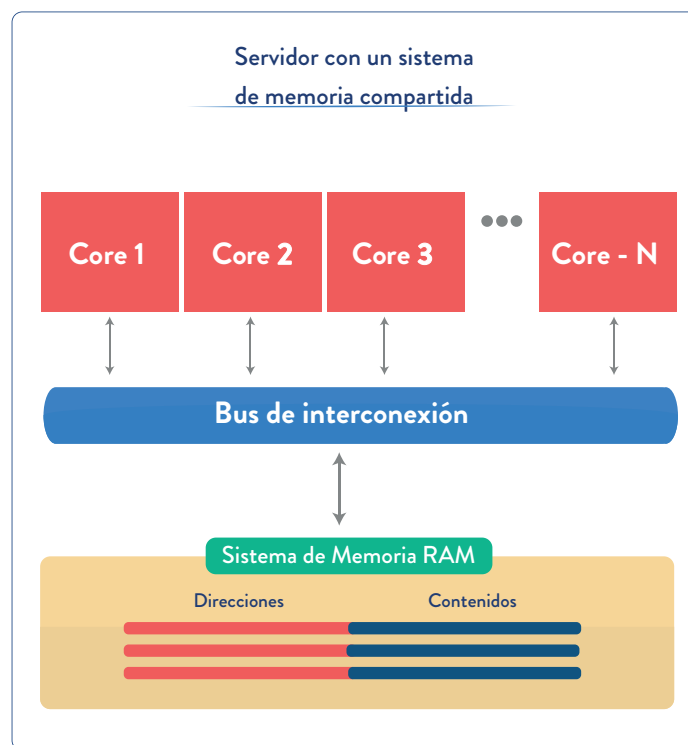 Servidor con un sistema
de memoria compartida
Core 1
Core 2
Core 3
Core - N
Bus de interconexión
Sistema de Memoria RAM
Direcciones
Contenidos